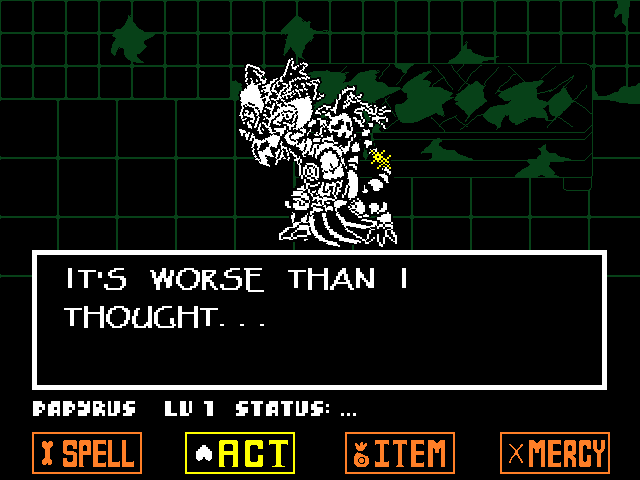 IT'S WORSE THAN I
THOUGHT...
PAPYRUS LV 1 STATUS: ...
SPELL ACT ITEM MERCY